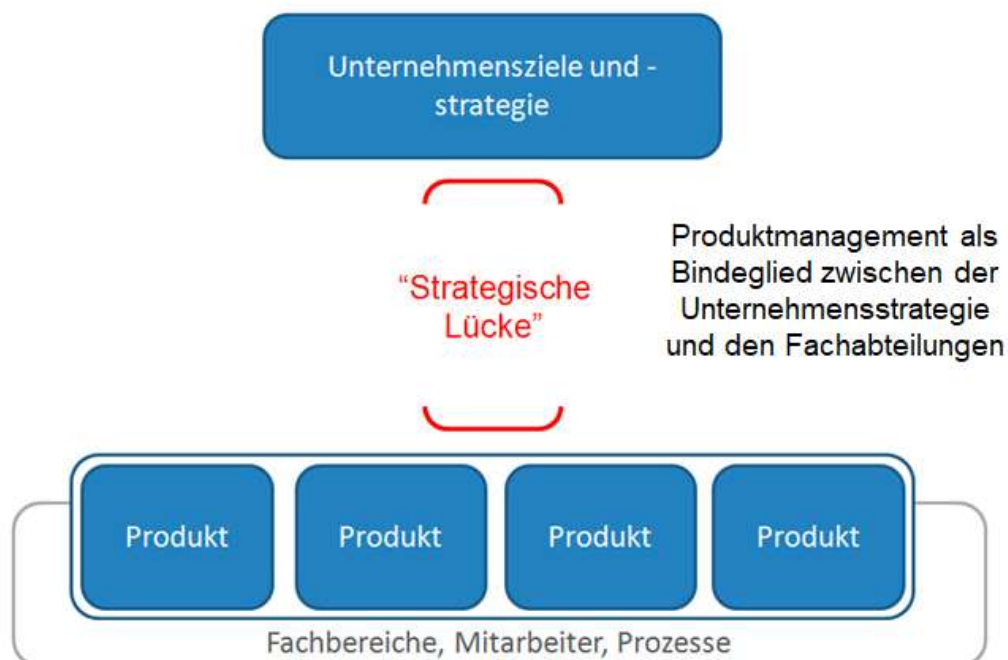 Unternehmensziele und -
strategie
“Strategische
Lücke”
Produktmanagement als
Bindeglied zwischen der
Unternehmensstrategie
und den Fachabteilungen
Produkt
Produkt
Produkt
Produkt
Fachbereiche, Mitarbeiter, Prozesse